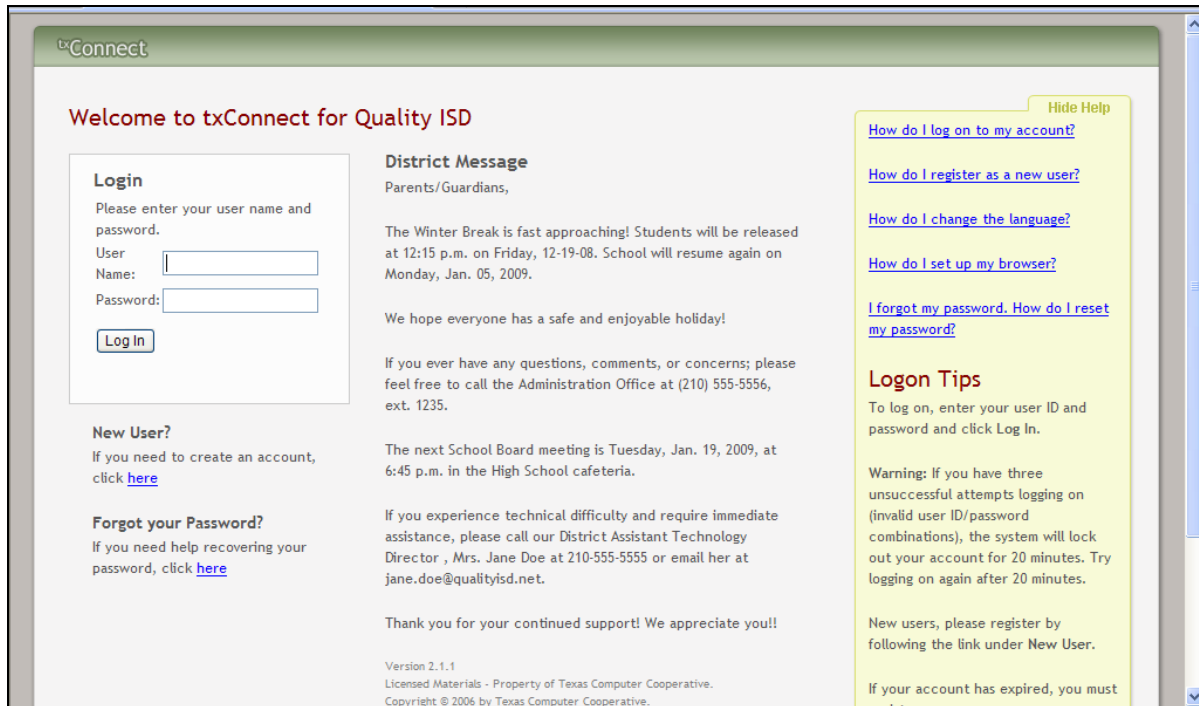 txConnect
Welcome to txConnect for Quality ISD
Login
Please enter your user name and
password.
User
Name:
Password:
Log In
New User?
If you need to create an account,
click here
Forgot your Password?
If you need help recovering your
password, click here
District Message
Parents/Guardians,
The Winter Break is fast approaching! Students will be released
at 12:15 p.m. on Friday, 12-19-08. School will resume again on
Monday, Jan. 05, 2009.
We hope everyone has a safe and enjoyable holiday!
If you ever have any questions, comments, or concerns; please
feel free to call the Administration Office at (210) 555-5556,
ext. 1235.
The next School Board meeting is Tuesday, Jan. 19, 2009, at
6:45 p.m. in the High School cafeteria.
If you experience technical difficulty and require immediate
assistance, please call our District Assistant Technology
Director , Mrs. Jane Doe at 210-555-5555 or email her at
jane.doe@qualityisd.net.
Thank you for your continued support! We appreciate you!!
Version 2.1.1
Licensed Materials - Property of Texas Computer Cooperative.
Copyright © 2006 by Texas Computer Cooperative.
Hide Help
How do I log on to my account?
How do I register as a new user?
How do I change the language?
How do I set up my browser?
I forgot my password. How do I reset
my password?
Logon Tips
To log on, enter your user ID and
password and click Log In.
Warning: If you have three
unsuccessful attempts logging on
(invalid user ID/password
combinations), the system will lock
out your account for 20 minutes. Try
logging on again after 20 minutes.
New users, please register by
following the link under New User.
If your account has expired, you must